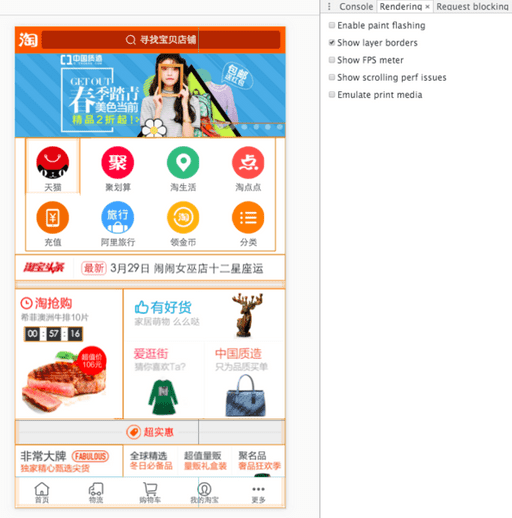 Console Rendering × Request blocking
Enable paint flashing
Show layer borders
Show FPS meter
Show scrolling perf issues
Emulate print media
淘 寻找宝贝店铺
中国质造
GET OUT
春季踏青
美色当前
精品2折起!>
包邮
送红包
天猫
聚
聚划算
淘生活
点
淘点点
充值
旅行
阿里旅行
淘
领金币
分类
淘宝头条 最新 3月29日 闹闹女巫店十二星座运
淘抢购
希菲澳洲牛排10片
00 : 57 : 16
超值价
100元
有好货
家居萌物 么么哒
爱逛街
猜你喜欢Ta?
中国质造
只为品质买单
超实惠
非常大牌 FABULOUS
独家精心甄选尖货
全球精选
冬日必备品
超值量贩
量贩礼盒装
聚名品
奢品狂欢季
首页
物流
购物车
我的淘宝
更多